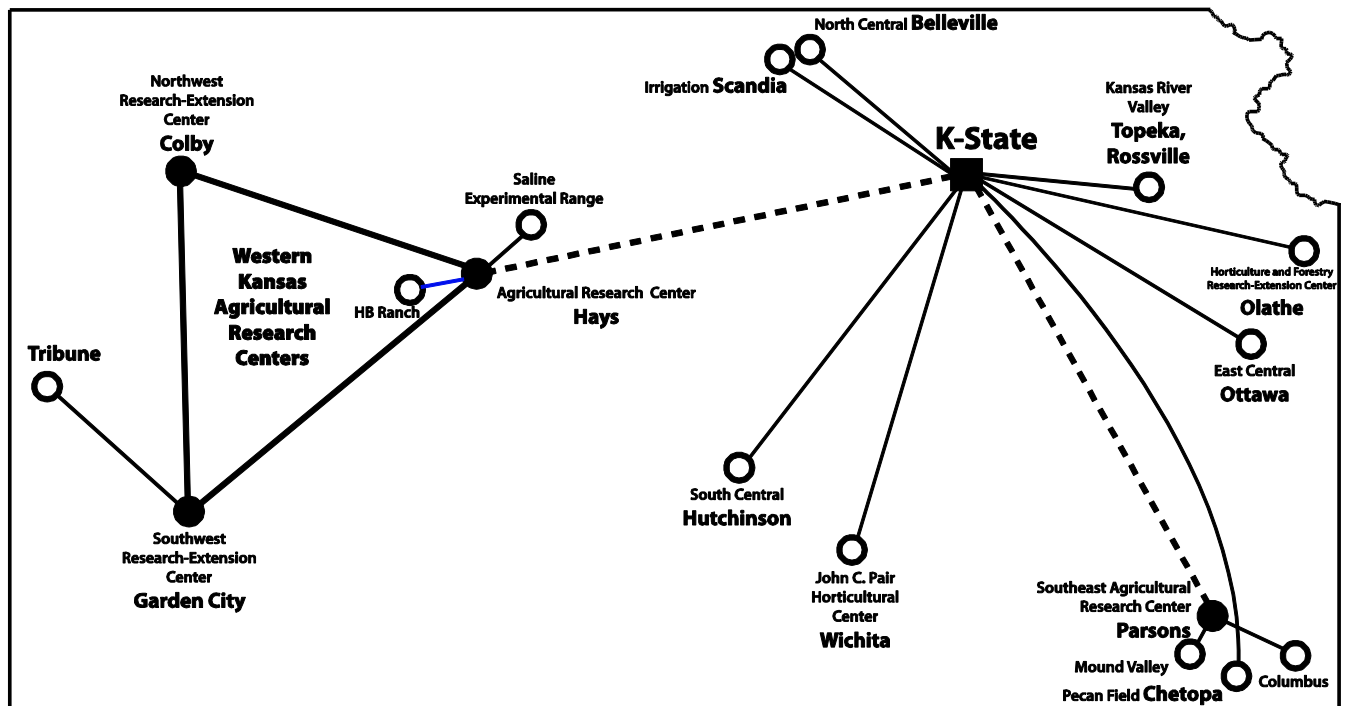 North Central Belleville
Irrigation Scandia
Northwest
Research-Extension
Center
Colby
Kansas River
Valley
Topeka,
Rossville
K-State
Saline
Experimental Range
Western
Kansas
Agricultural
Research
Centers
HB Ranch
Agricultural Research Center
Hays
Horticulture and Forestry
Research-Extension Center
Olathe
Tribune
East Central
Ottawa
South Central
Hutchinson
Southwest
Research-Extension
Center
Garden City
John C. Pair
Horticultural
Center
Wichita
Southeast Agricultural
Research Center
Parsons
Mound Valley
Pecan Field Chetopa
Columbus